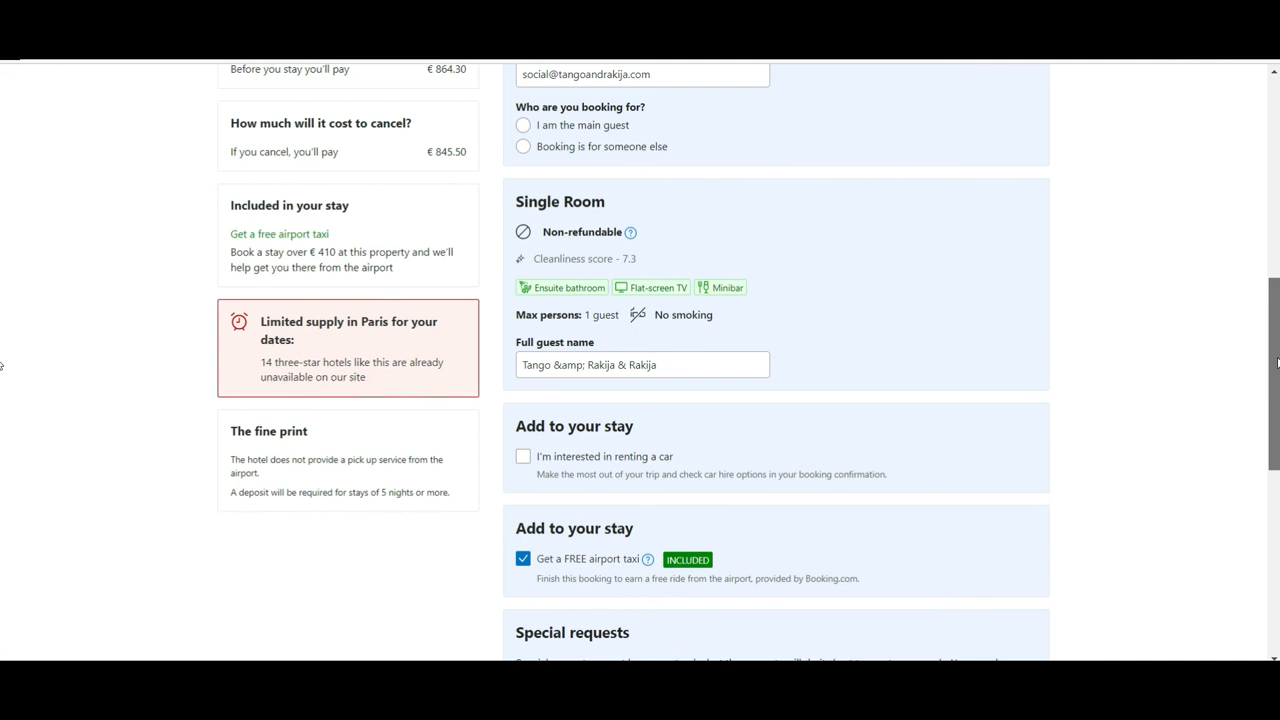 Before you stay you'll pay € 864.30
How much will it cost to cancel?
If you cancel, you'll pay € 845.50
Included in your stay
Get a free airport taxi
Book a stay over € 410 at this property and we'll
help get you there from the airport
Limited supply in Paris for your
dates:
14 three-star hotels like this are already
unavailable on our site
The fine print
The hotel does not provide a pick up service from the
airport.
A deposit will be required for stays of 5 nights or more.
social@tangoandrakija.com
Who are you booking for?
I am the main guest
Booking is for someone else
Single Room
Non-refundable ?
Cleanliness score - 7.3
Ensuite bathroom Flat-screen TV Minibar
Max persons: 1 guest No smoking
Full guest name
Tango &amp; Rakija & Rakija
Add to your stay
I'm interested in renting a car
Make the most out of your trip and check car hire options in your booking confirmation.
Add to your stay
Get a FREE airport taxi ? INCLUDED
Finish this booking to earn a free ride from the airport, provided by Booking.com.
Special requests